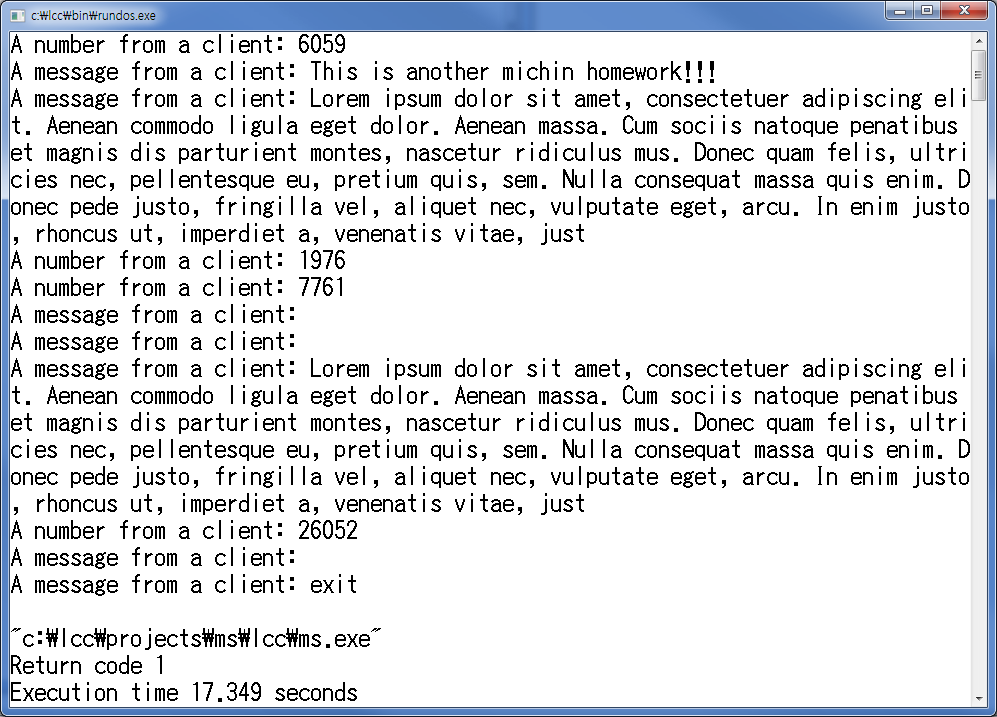 c:₩lcc₩bin₩rundos.exe
A number from a client: 6059
A message from a client: This is another michin homework!!!
A message from a client: Lorem ipsum dolor sit amet, consectetuer adipiscing eli
t. Aenean commodo ligula eget dolor. Aenean massa. Cum sociis natoque penatibus
et magnis dis parturient montes, nascetur ridiculus mus. Donec quam felis, ultri
cies nec, pellentesque eu, pretium quis, sem. Nulla consequat massa quis enim. D
onec pede justo, fringilla vel, aliquet nec, vulputate eget, arcu. In enim justo
, rhoncus ut, imperdiet a, venenatis vitae, just
A number from a client: 1976
A number from a client: 7761
A message from a client:
A message from a client:
A message from a client: Lorem ipsum dolor sit amet, consectetuer adipiscing eli
t. Aenean commodo ligula eget dolor. Aenean massa. Cum sociis natoque penatibus
et magnis dis parturient montes, nascetur ridiculus mus. Donec quam felis, ultri
cies nec, pellentesque eu, pretium quis, sem. Nulla consequat massa quis enim. D
onec pede justo, fringilla vel, aliquet nec, vulputate eget, arcu. In enim justo
, rhoncus ut, imperdiet a, venenatis vitae, just
A number from a client: 26052
A message from a client:
A message from a client: exit
"c:₩lcc₩projects₩ms₩lcc₩ms.exe"
Return code 1
Execution time 17.349 seconds